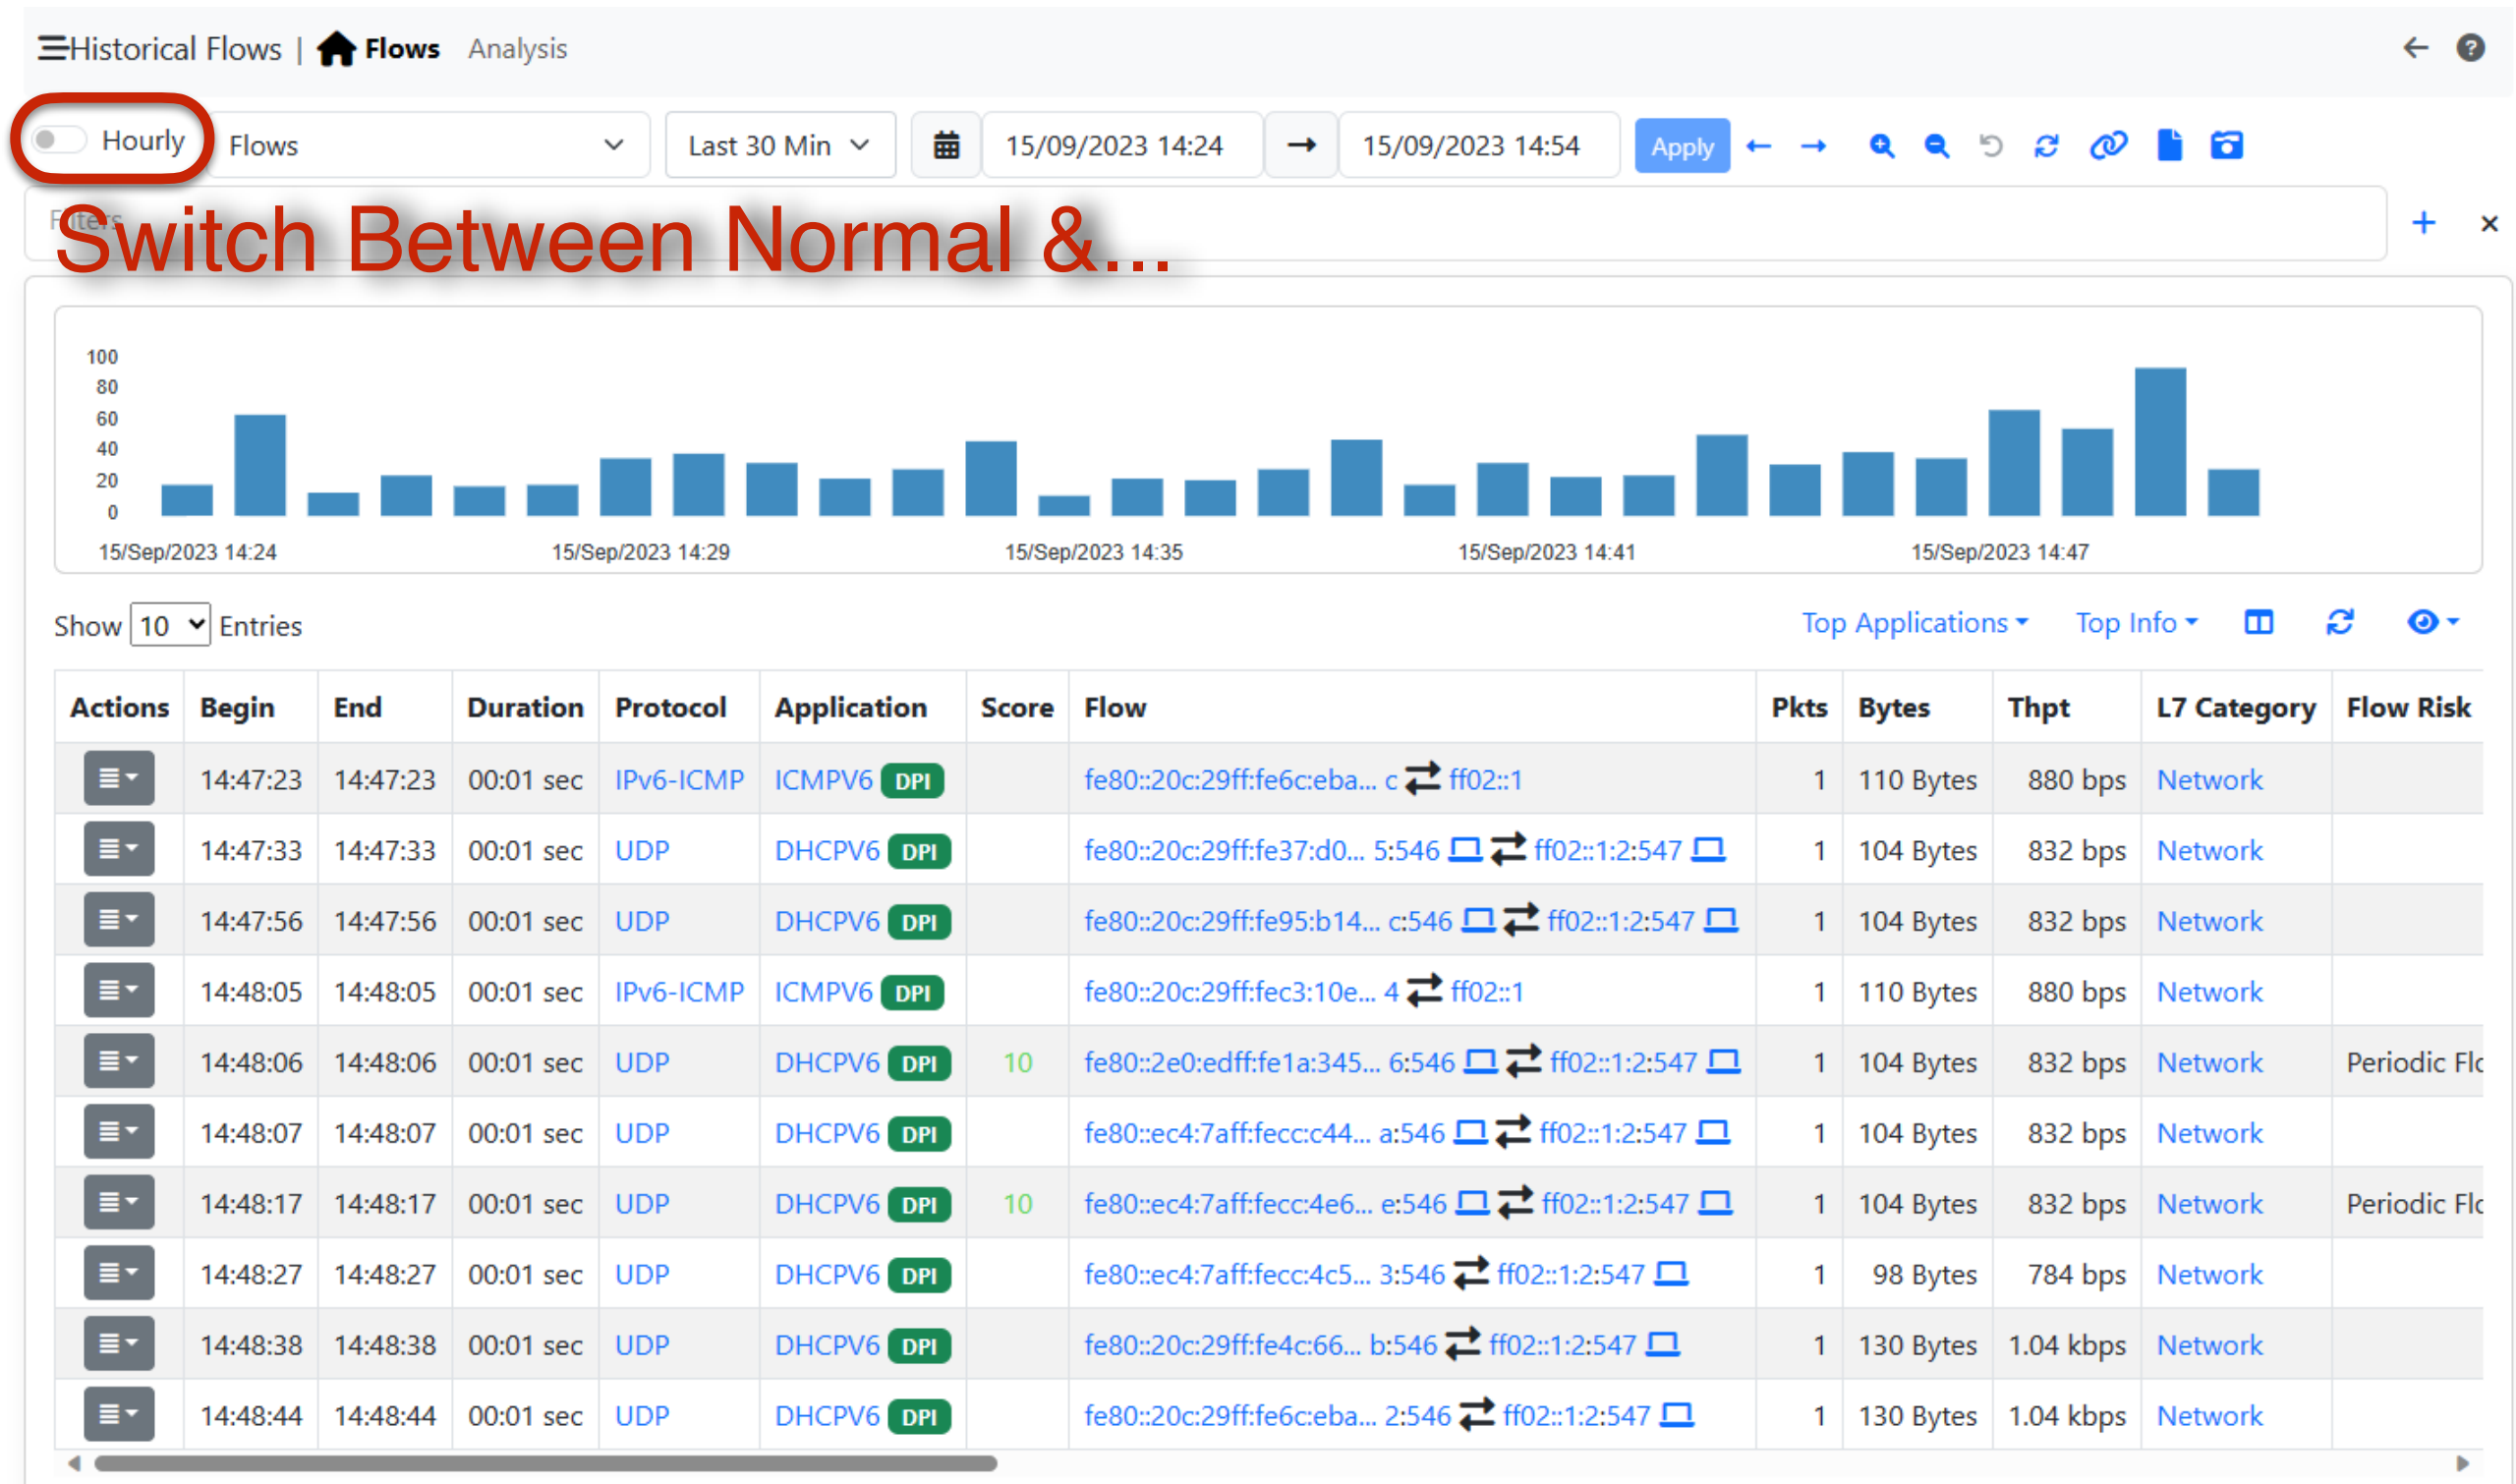 Historical Flows | Flows Analysis
Hourly Flows Last 30 Min 15/09/2023 14:24 → 15/09/2023 14:54 Apply
Filters
Switch Between Normal &...
100
80
60
40
20
0
15/Sep/2023 14:24 15/Sep/2023 14:29 15/Sep/2023 14:35 15/Sep/2023 14:41 15/Sep/2023 14:47
Show 10 Entries Top Applications Top Info
Actions Begin End Duration Protocol Application Score Flow Pkts Bytes Thpt L7 Category Flow Risk
14:47:23 14:47:23 00:01 sec IPv6-ICMP ICMPV6 DPI fe80::20c:29ff:fe6c:eba... c ff02::1 1 110 Bytes 880 bps Network
14:47:33 14:47:33 00:01 sec UDP DHCPV6 DPI fe80::20c:29ff:fe37:d0... 5:546 ff02::1:2:547 1 104 Bytes 832 bps Network
14:47:56 14:47:56 00:01 sec UDP DHCPV6 DPI fe80::20c:29ff:fe95:b14... c:546 ff02::1:2:547 1 104 Bytes 832 bps Network
14:48:05 14:48:05 00:01 sec IPv6-ICMP ICMPV6 DPI fe80::20c:29ff:fec3:10e... 4 ff02::1 1 110 Bytes 880 bps Network
14:48:06 14:48:06 00:01 sec UDP DHCPV6 DPI 10 fe80::2e0:edff:fe1a:345... 6:546 ff02::1:2:547 1 104 Bytes 832 bps Network Periodic Flo
14:48:07 14:48:07 00:01 sec UDP DHCPV6 DPI fe80::ec4:7aff:fecc:c44... a:546 ff02::1:2:547 1 104 Bytes 832 bps Network
14:48:17 14:48:17 00:01 sec UDP DHCPV6 DPI 10 fe80::ec4:7aff:fecc:4e6... e:546 ff02::1:2:547 1 104 Bytes 832 bps Network Periodic Flo
14:48:27 14:48:27 00:01 sec UDP DHCPV6 DPI fe80::ec4:7aff:fecc:4c5... 3:546 ff02::1:2:547 1 98 Bytes 784 bps Network
14:48:38 14:48:38 00:01 sec UDP DHCPV6 DPI fe80::20c:29ff:fe4c:66... b:546 ff02::1:2:547 1 130 Bytes 1.04 kbps Network
14:48:44 14:48:44 00:01 sec UDP DHCPV6 DPI fe80::20c:29ff:fe6c:eba... 2:546 ff02::1:2:547 1 130 Bytes 1.04 kbps Network